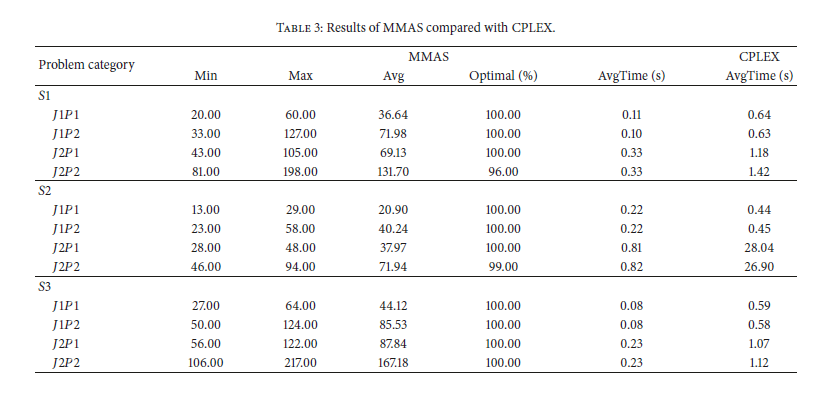 TABLE 3: Results of MMAS compared with CPLEX.
Problem category MMAS CPLEX
Min Max Avg Optimal (%) AvgTime (s) AvgTime (s)
S1
J1P1 20.00 60.00 36.64 100.00 0.11 0.64
J1P2 33.00 127.00 71.98 100.00 0.10 0.63
J2P1 43.00 105.00 69.13 100.00 0.33 1.18
J2P2 81.00 198.00 131.70 96.00 0.33 1.42
S2
J1P1 13.00 29.00 20.90 100.00 0.22 0.44
J1P2 23.00 58.00 40.24 100.00 0.22 0.45
J2P1 28.00 48.00 37.97 100.00 0.81 28.04
J2P2 46.00 94.00 71.94 99.00 0.82 26.90
S3
J1P1 27.00 64.00 44.12 100.00 0.08 0.59
J1P2 50.00 124.00 85.53 100.00 0.08 0.58
J2P1 56.00 122.00 87.84 100.00 0.23 1.07
J2P2 106.00 217.00 167.18 100.00 0.23 1.12